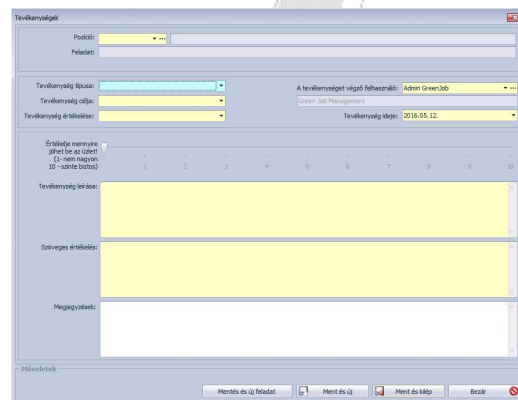 Tevékenységek
Pozíció:
Feladat:
Tevékenység típusa:
A tevékenységet végző felhasználó: Admin GreenJob
Tevékenység célja:
Green Job Management
Tevékenység értékelése:
Tevékenység ideje: 2016.05.12.
Értékelje mennyire
jöhet be az üzlet!
(1- nem nagyon
10 - szinte biztos)
1 2 3 4 5 6 7 8 9 10
Tevékenység leírása:
Szöveges értékelés:
Megjegyzések:
Műveletek
Mentés és új feladat
Ment és új
Ment és kilép
Bezár